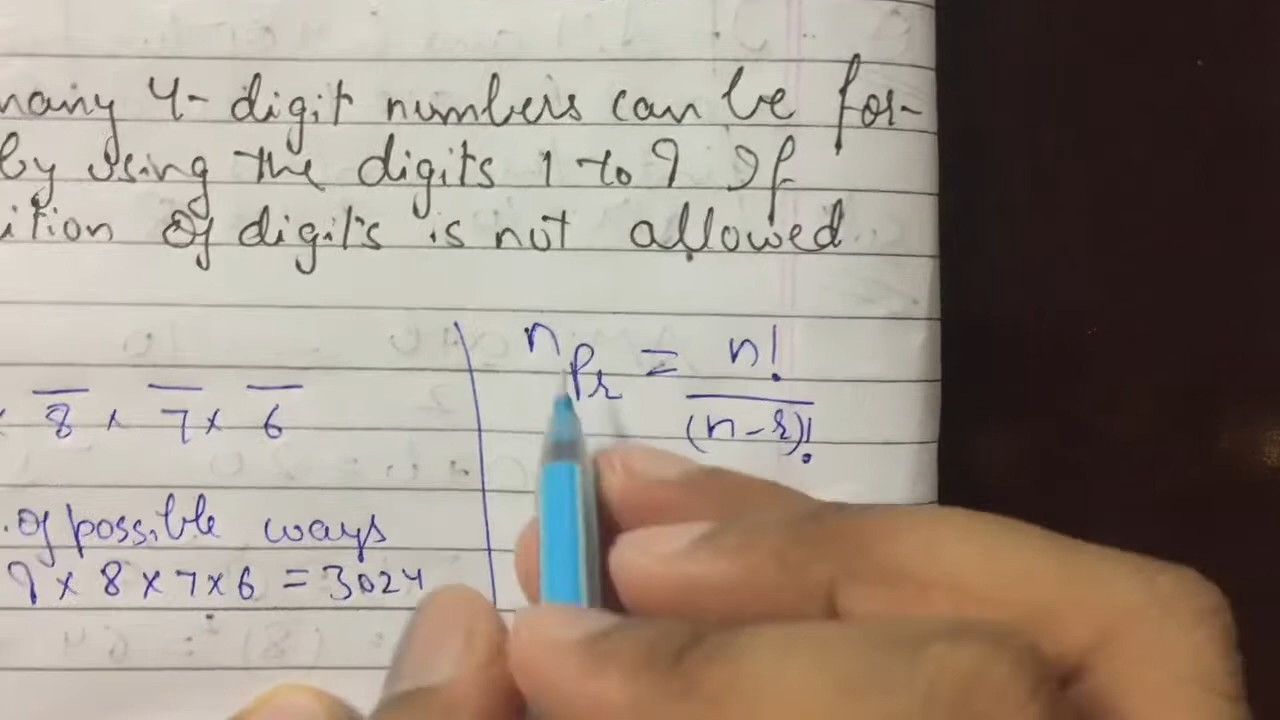 many 4-digit numbers can be for-
by using the digits 1 to 9 If
ition of digits is not allowed
8 x 7 x 6
. of possible ways
9 x 8 x 7 x 6 = 3024
nPr = n!
(n-r)!